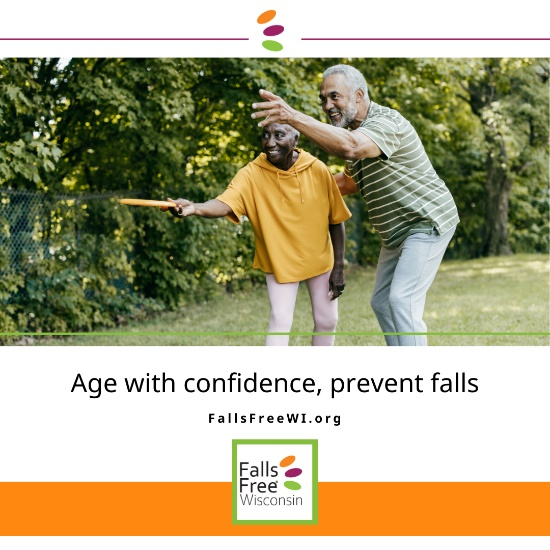 Age with confidence, prevent falls
FallsFreeWI.org
Falls
Free
Wisconsin